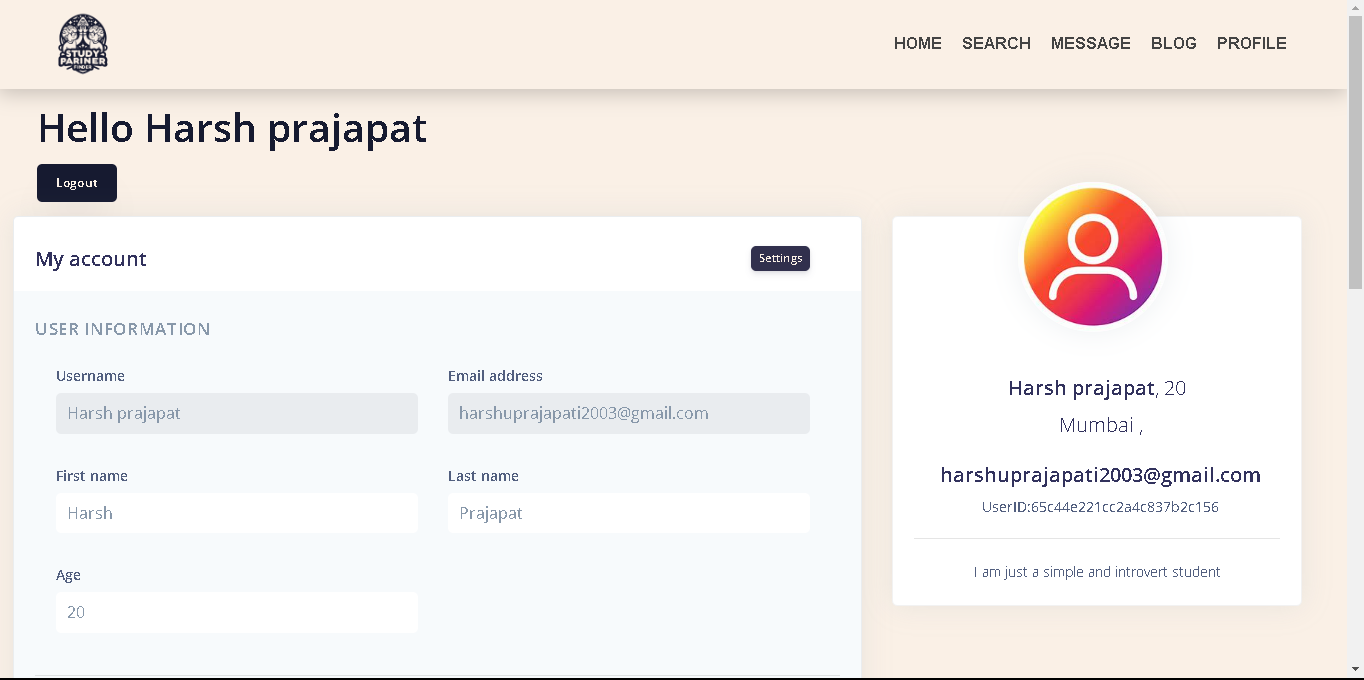 STUDY
PARINER
FINDER
HOME SEARCH MESSAGE BLOG PROFILE
Hello Harsh prajapat
Logout
My account
Settings
USER INFORMATION
Username
Harsh prajapat
Email address
harshuprajapati2003@gmail.com
First name
Harsh
Last name
Prajapat
Age
20
Harsh prajapat, 20
Mumbai ,
harshuprajapati2003@gmail.com
UserID:65c44e221cc2a4c837b2c156
I am just a simple and introvert student